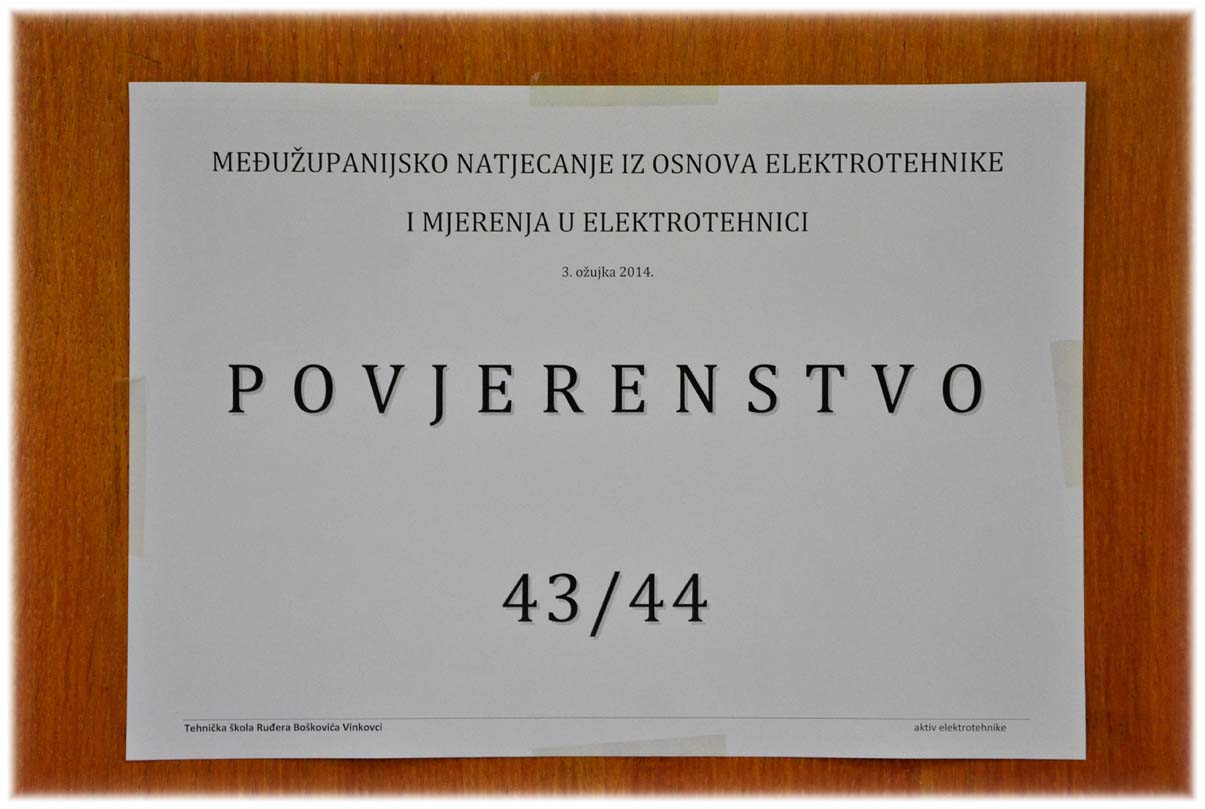 MEĐUŽUPANIJSKO NATJECANJE IZ OSNOVA ELEKTROTEHNIKE
I MJERENJA U ELEKTROTEHNICI
3. ožujka 2014.
POVJERENSTVO
43/44
Tehnička škola Ruđera Boškovića Vinkovci
aktiv elektrotehnike